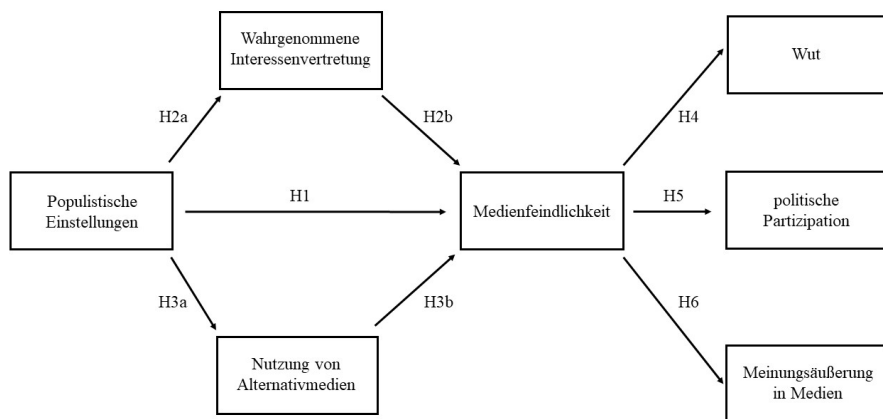 Wahrgenommene
Interessenvertretung
Wut
H2a
H2b
H4
Populistische
Einstellungen
H1
Medienfeindlichkeit
H5
politische
Partizipation
H3a
H3b
H6
Nutzung von
Alternativmedien
Meinungsäußerung
in Medien